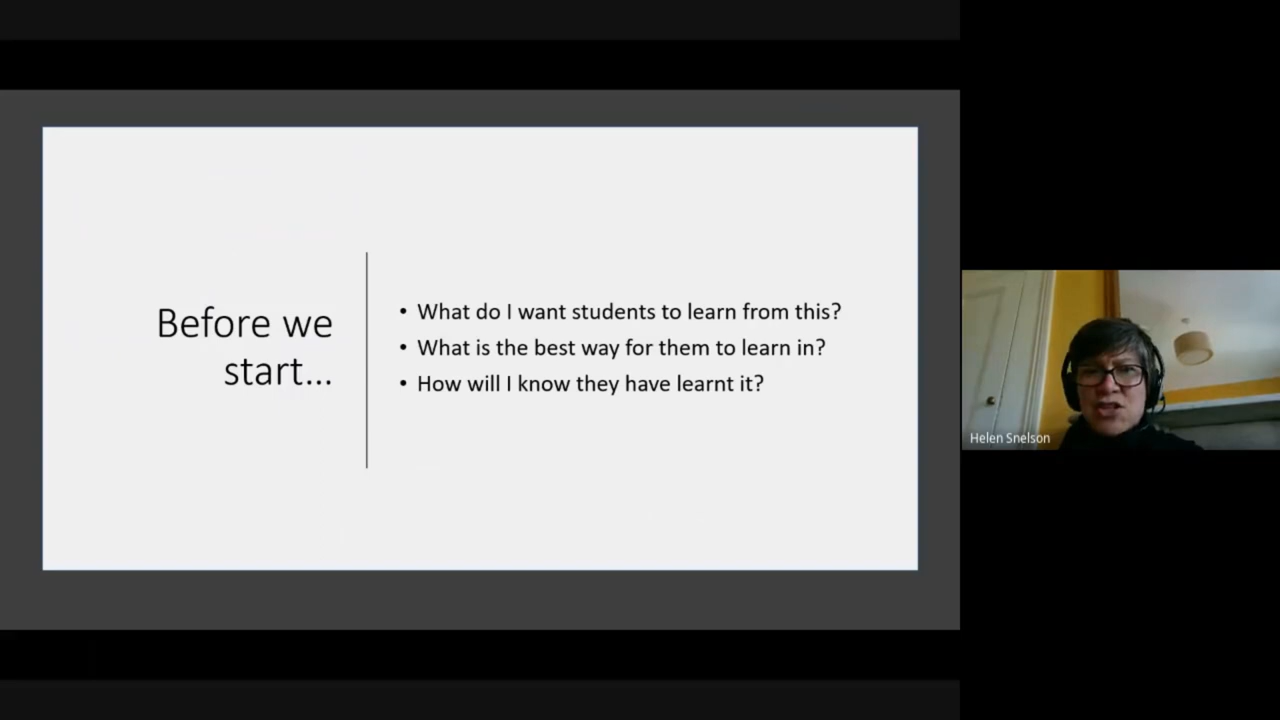 Before we
start...
• What do I want students to learn from this?
• What is the best way for them to learn in?
• How will I know they have learnt it?
Helen Snelson